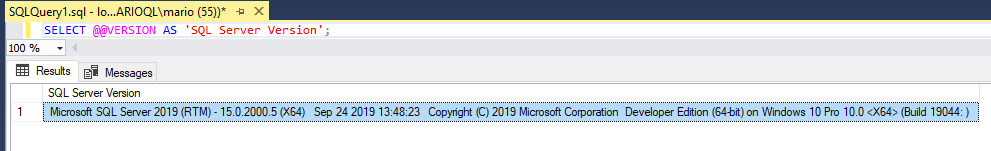 SQLQuery1.sql - lo...ARIOQL\mario (55))*
SELECT @@VERSION AS 'SQL Server Version';
100 %
Results Messages
SQL Server Version
1 Microsoft SQL Server 2019 (RTM) - 15.0.2000.5 (X64) Sep 24 2019 13:48:23 Copyright (C) 2019 Microsoft Corporation Developer Edition (64-bit) on Windows 10 Pro 10.0 <X64> (Build 19044: )